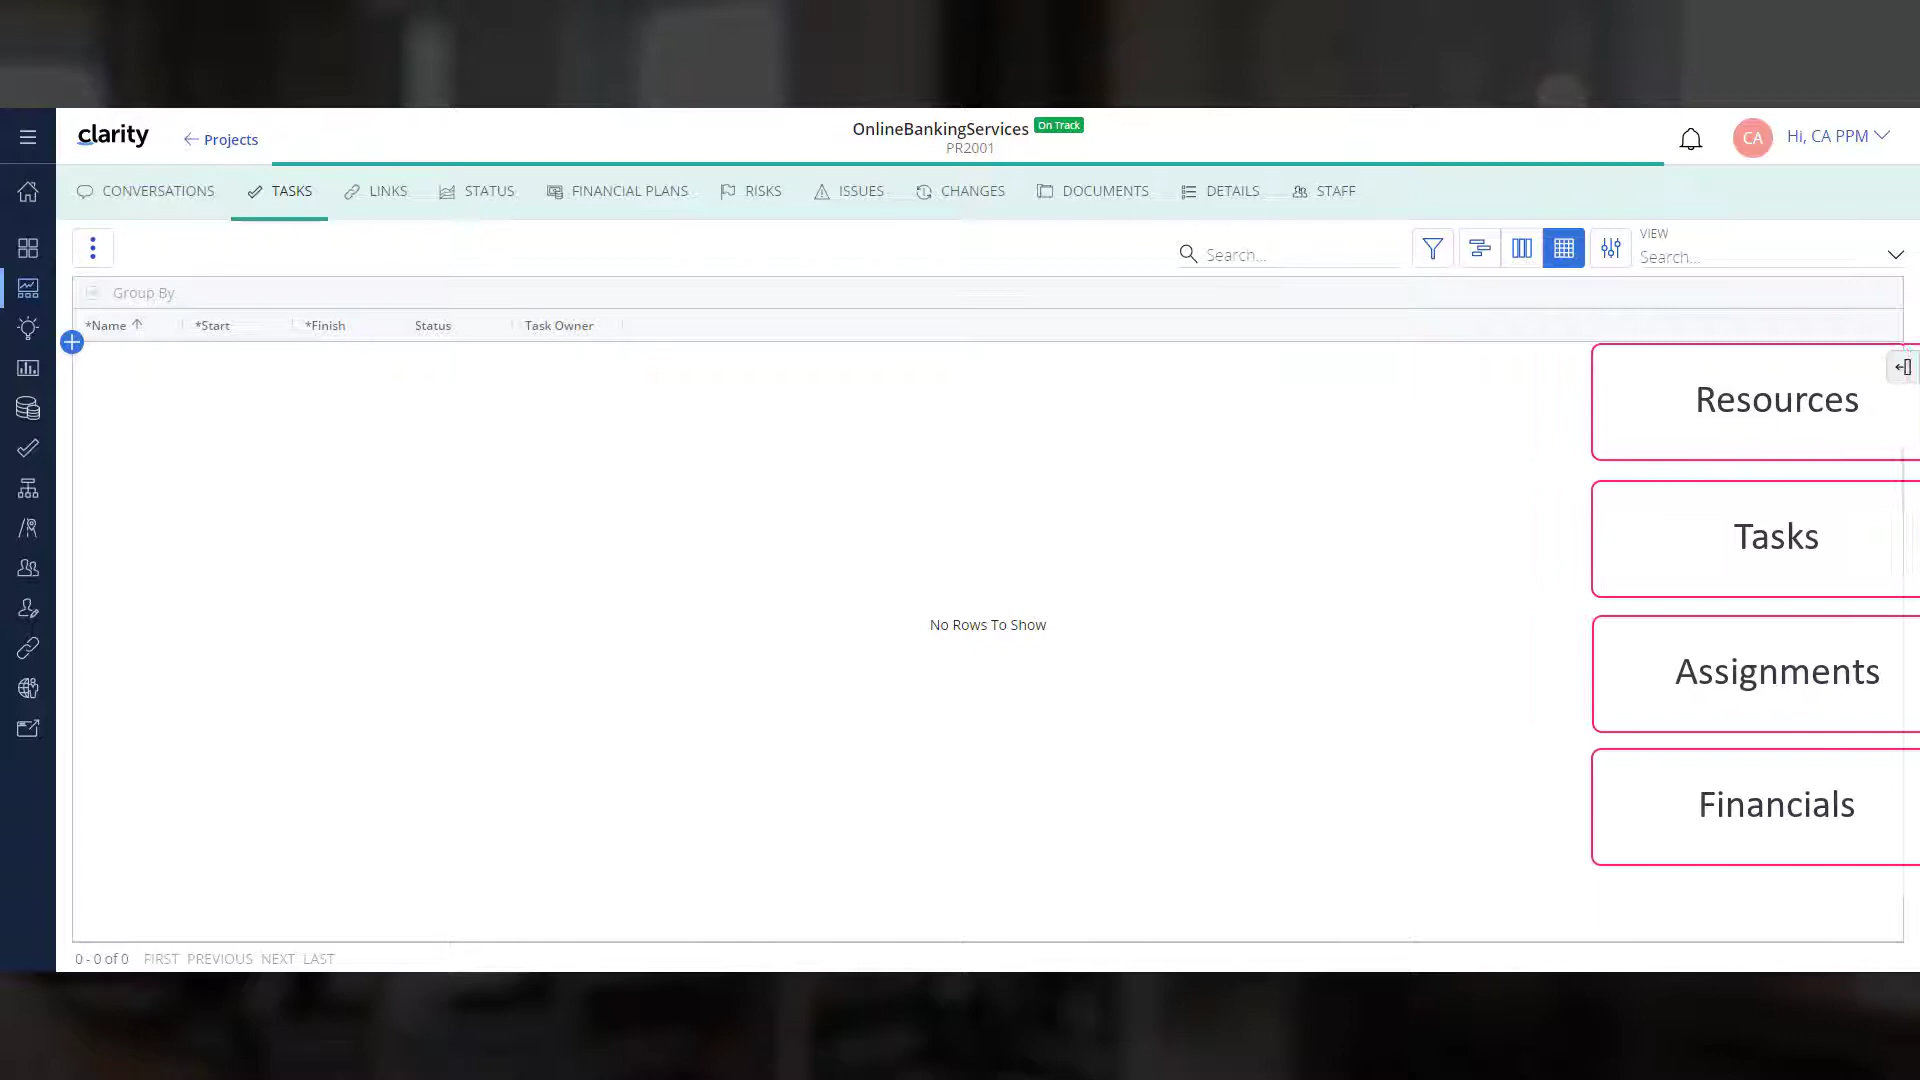 clarity
Projects
OnlineBankingServices On Track
PR2001
CA
Hi, CA PPM
CONVERSATIONS TASKS LINKS STATUS FINANCIAL PLANS RISKS ISSUES CHANGES DOCUMENTS DETAILS STAFF
Search...
VIEW
Search...
Group By
*Name *Start *Finish Status Task Owner
Resources
Tasks
No Rows To Show
Assignments
Financials
0 - 0 of 0 FIRST PREVIOUS NEXT LAST